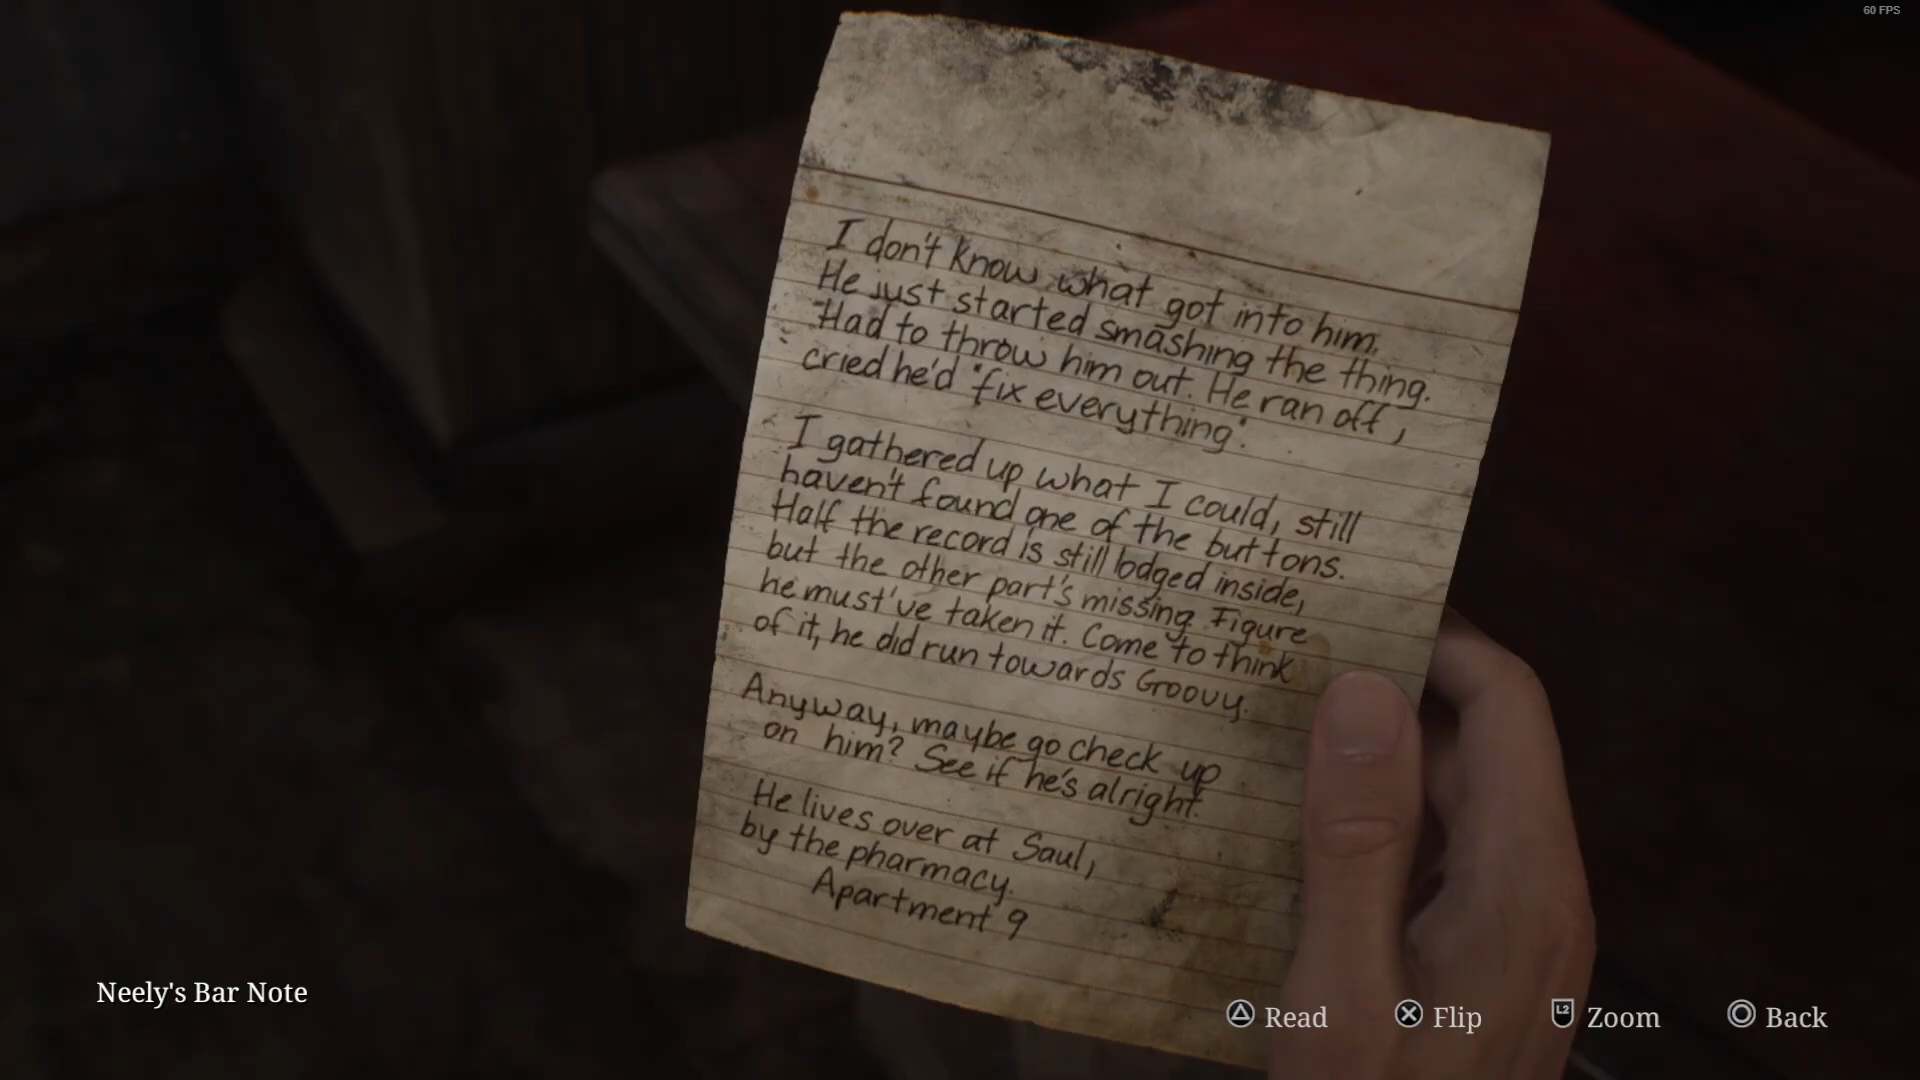 60 FPS
I don't know what got into him.
He just started smashing the thing.
Had to throw him out. He ran off,
cried he'd "fix everything".
I gathered up what I could, still
haven't found one of the buttons.
Half the record is still lodged inside,
but the other part's missing. Figure
he must've taken it. Come to think
of it, he did run towards Groovy.
Anyway, maybe go check up
on him? See if he's alright.
He lives over at Saul,
by the pharmacy.
Apartment 9
Neely's Bar Note
Read
Flip
L2 Zoom
Back